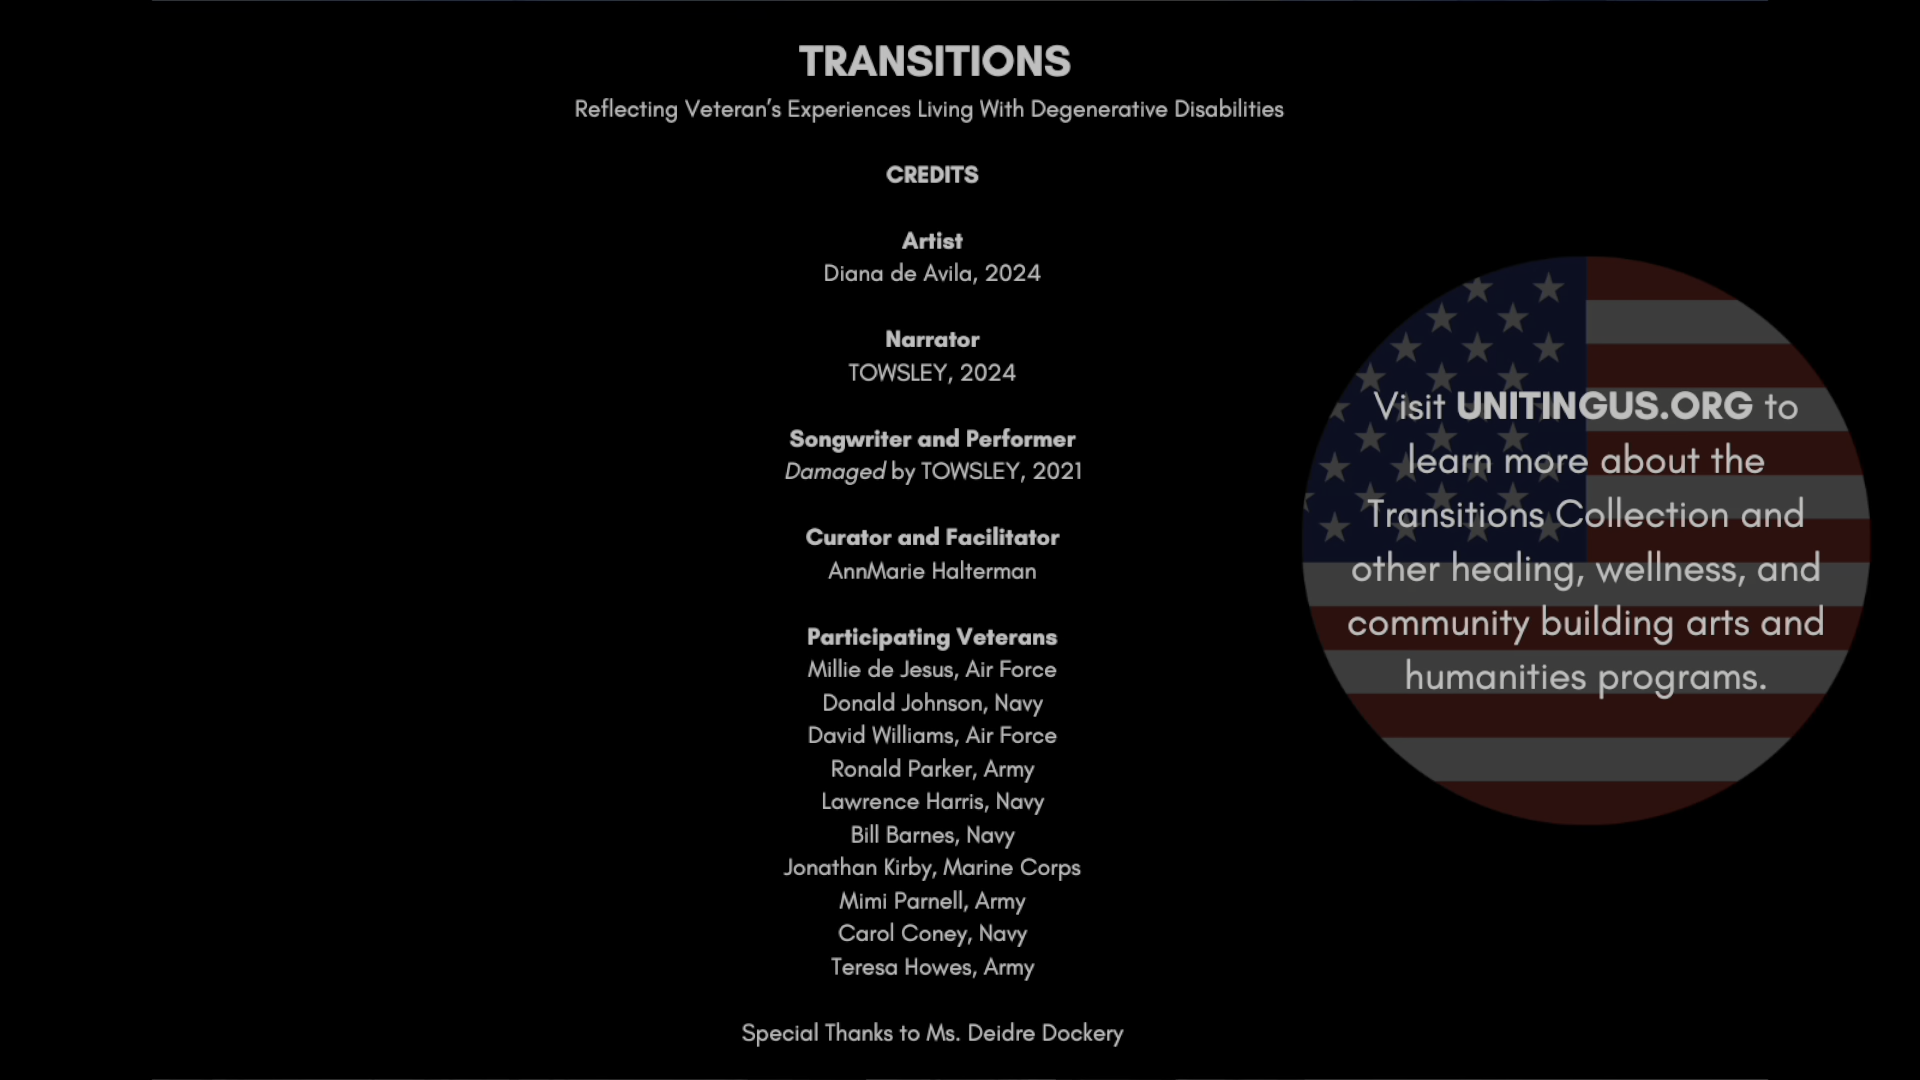 TRANSITIONS
Reflecting Veteran's Experiences Living With Degenerative Disabilities
CREDITS
Artist
Diana de Avila, 2024
Narrator
TOWSLEY, 2024
Songwriter and Performer
Damaged by TOWSLEY, 2021
Curator and Facilitator
AnnMarie Halterman
Participating Veterans
Millie de Jesus, Air Force
Donald Johnson, Navy
David Williams, Air Force
Ronald Parker, Army
Lawrence Harris, Navy
Bill Barnes, Navy
Jonathan Kirby, Marine Corps
Mimi Parnell, Army
Carol Coney, Navy
Teresa Howes, Army
Special Thanks to Ms. Deidre Dockery
Visit UNITINGUS.ORG to
learn more about the
Transitions Collection and
other healing, wellness, and
community building arts and
humanities programs.